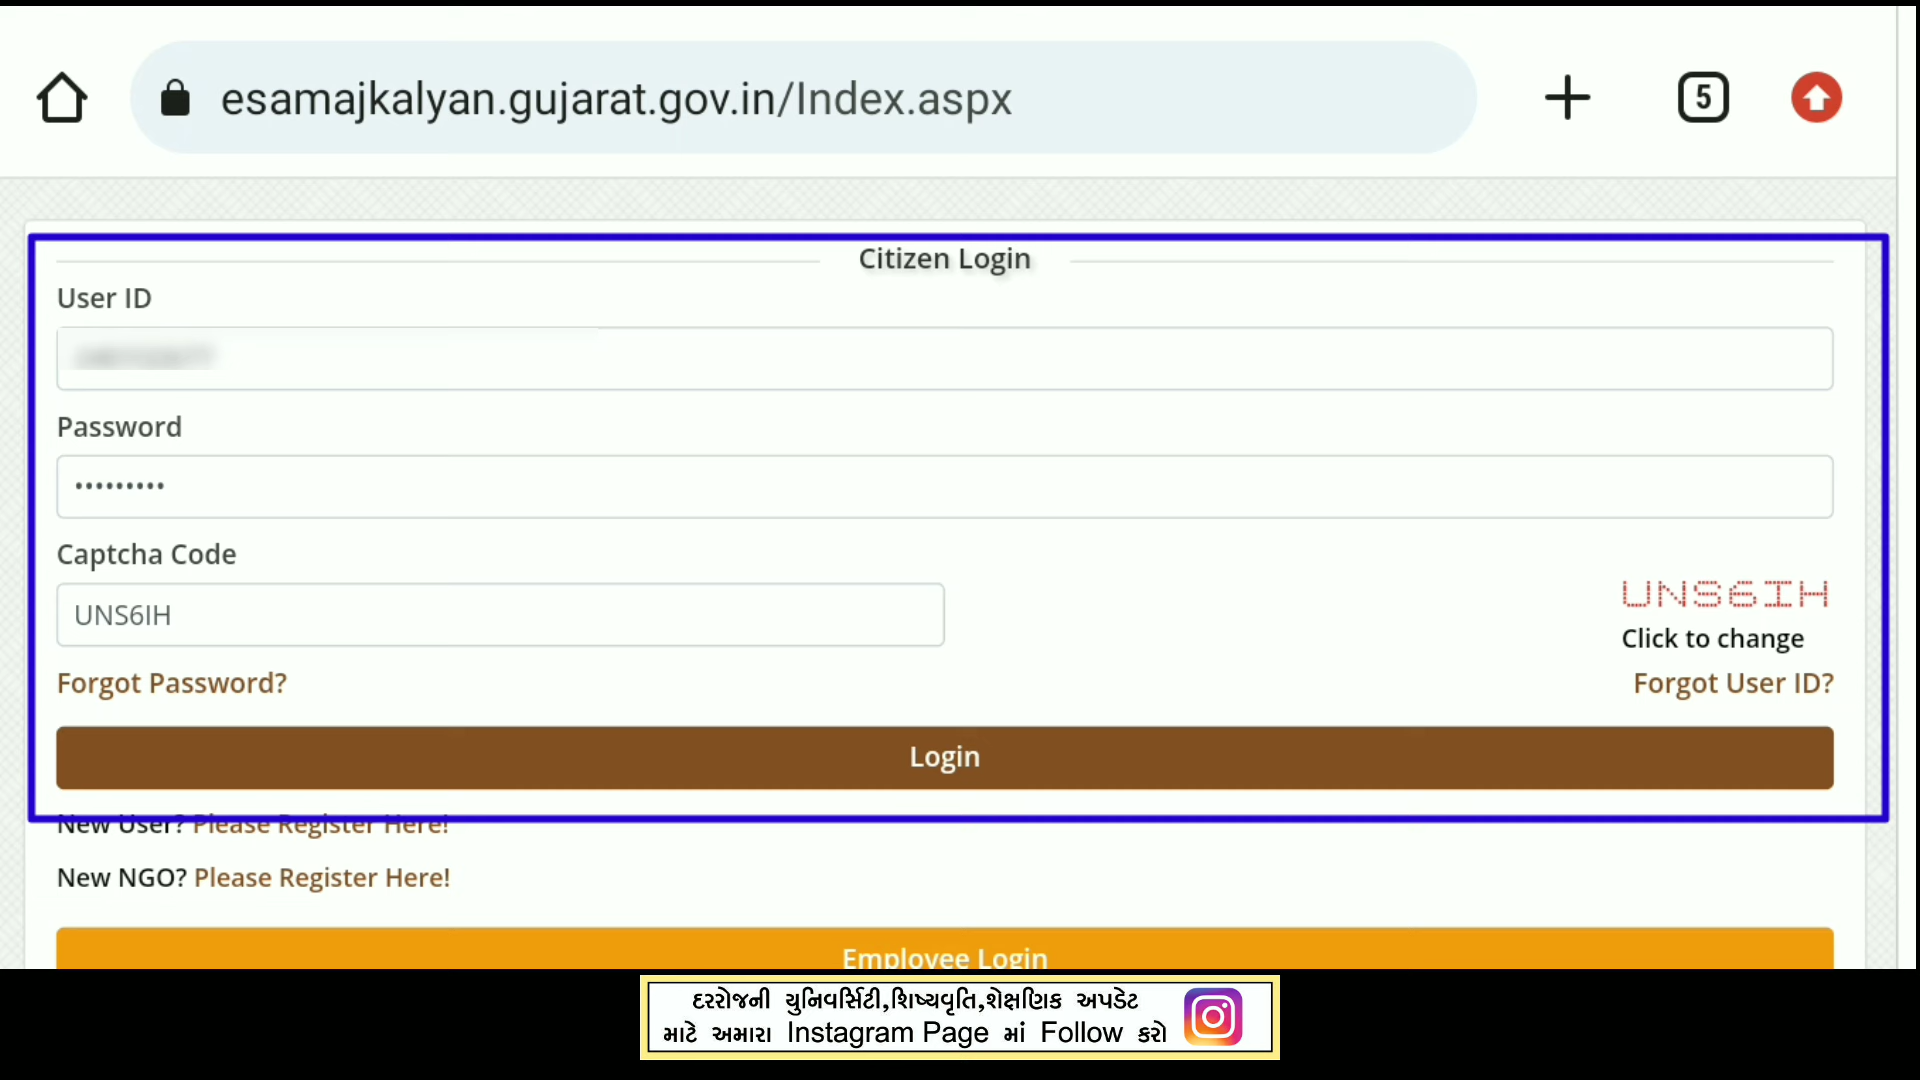 esamajkalyan.gujarat.gov.in/Index.aspx
5
Citizen Login
User ID
Password
•••••••••
Captcha Code
UNS6IH
UNS6IH
Click to change
Forgot Password?
Forgot User ID?
Login
New User? Please Register Here!
New NGO? Please Register Here!
Employee Login
દરરોજની યુનિવર્સિટી,શિષ્યવૃતિ,શેક્ષણિક અપડેટ
માટે અમારા Instagram Page માં Follow કરો